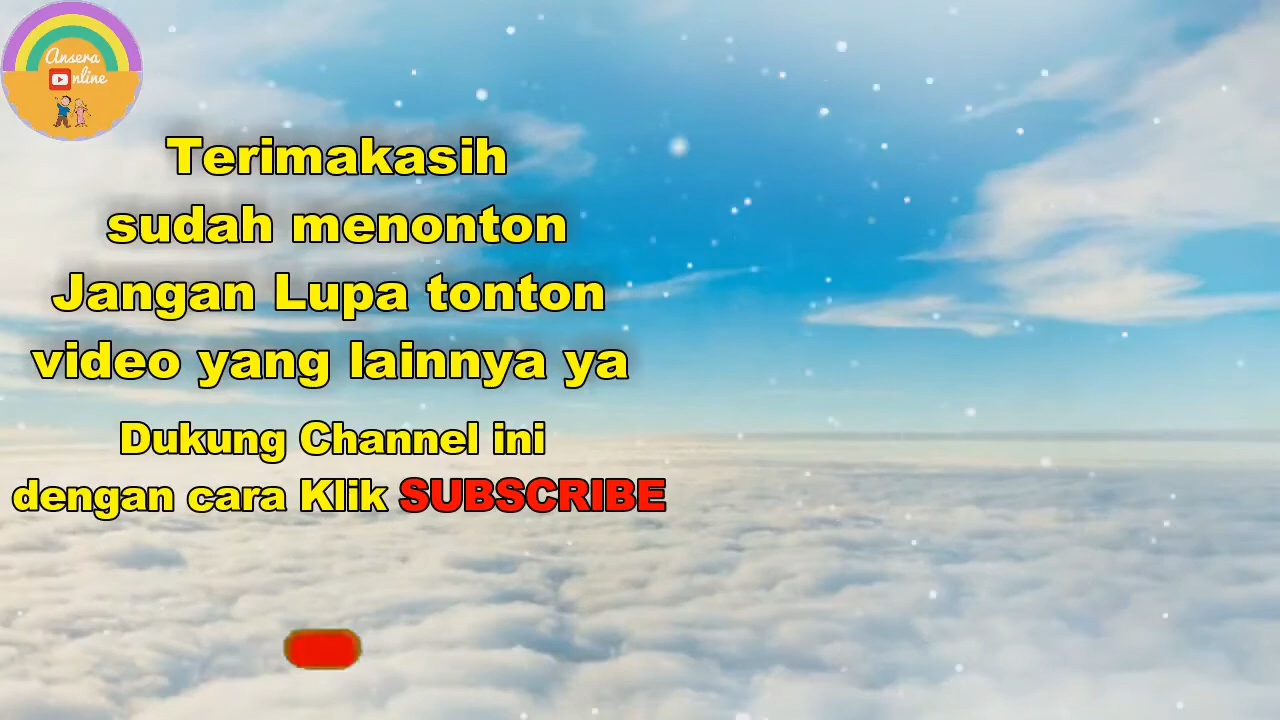 Ansera
Online
Terimakasih
sudah menonton
Jangan Lupa tonton
video yang lainnya ya
Dukung Channel ini
dengan cara Klik SUBSCRIBE